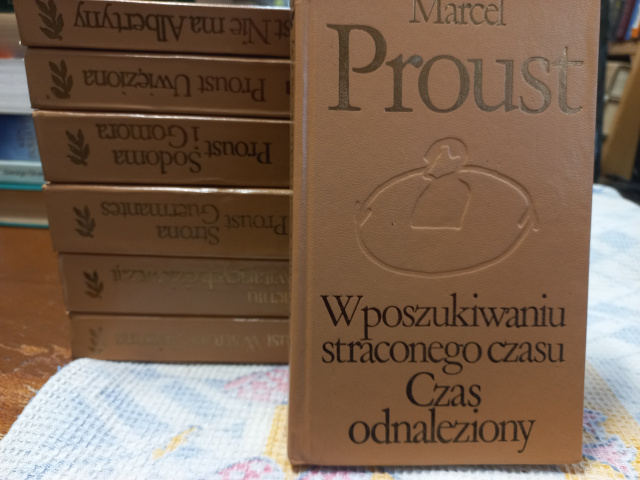 Marcel
Proust
W poszukiwaniu
straconego czasu
Czas
odnaleziony
Nie ma Albertyny
Proust Uwięziona
Proust Sodoma
i Gomora
Proust Strona
Guermantes